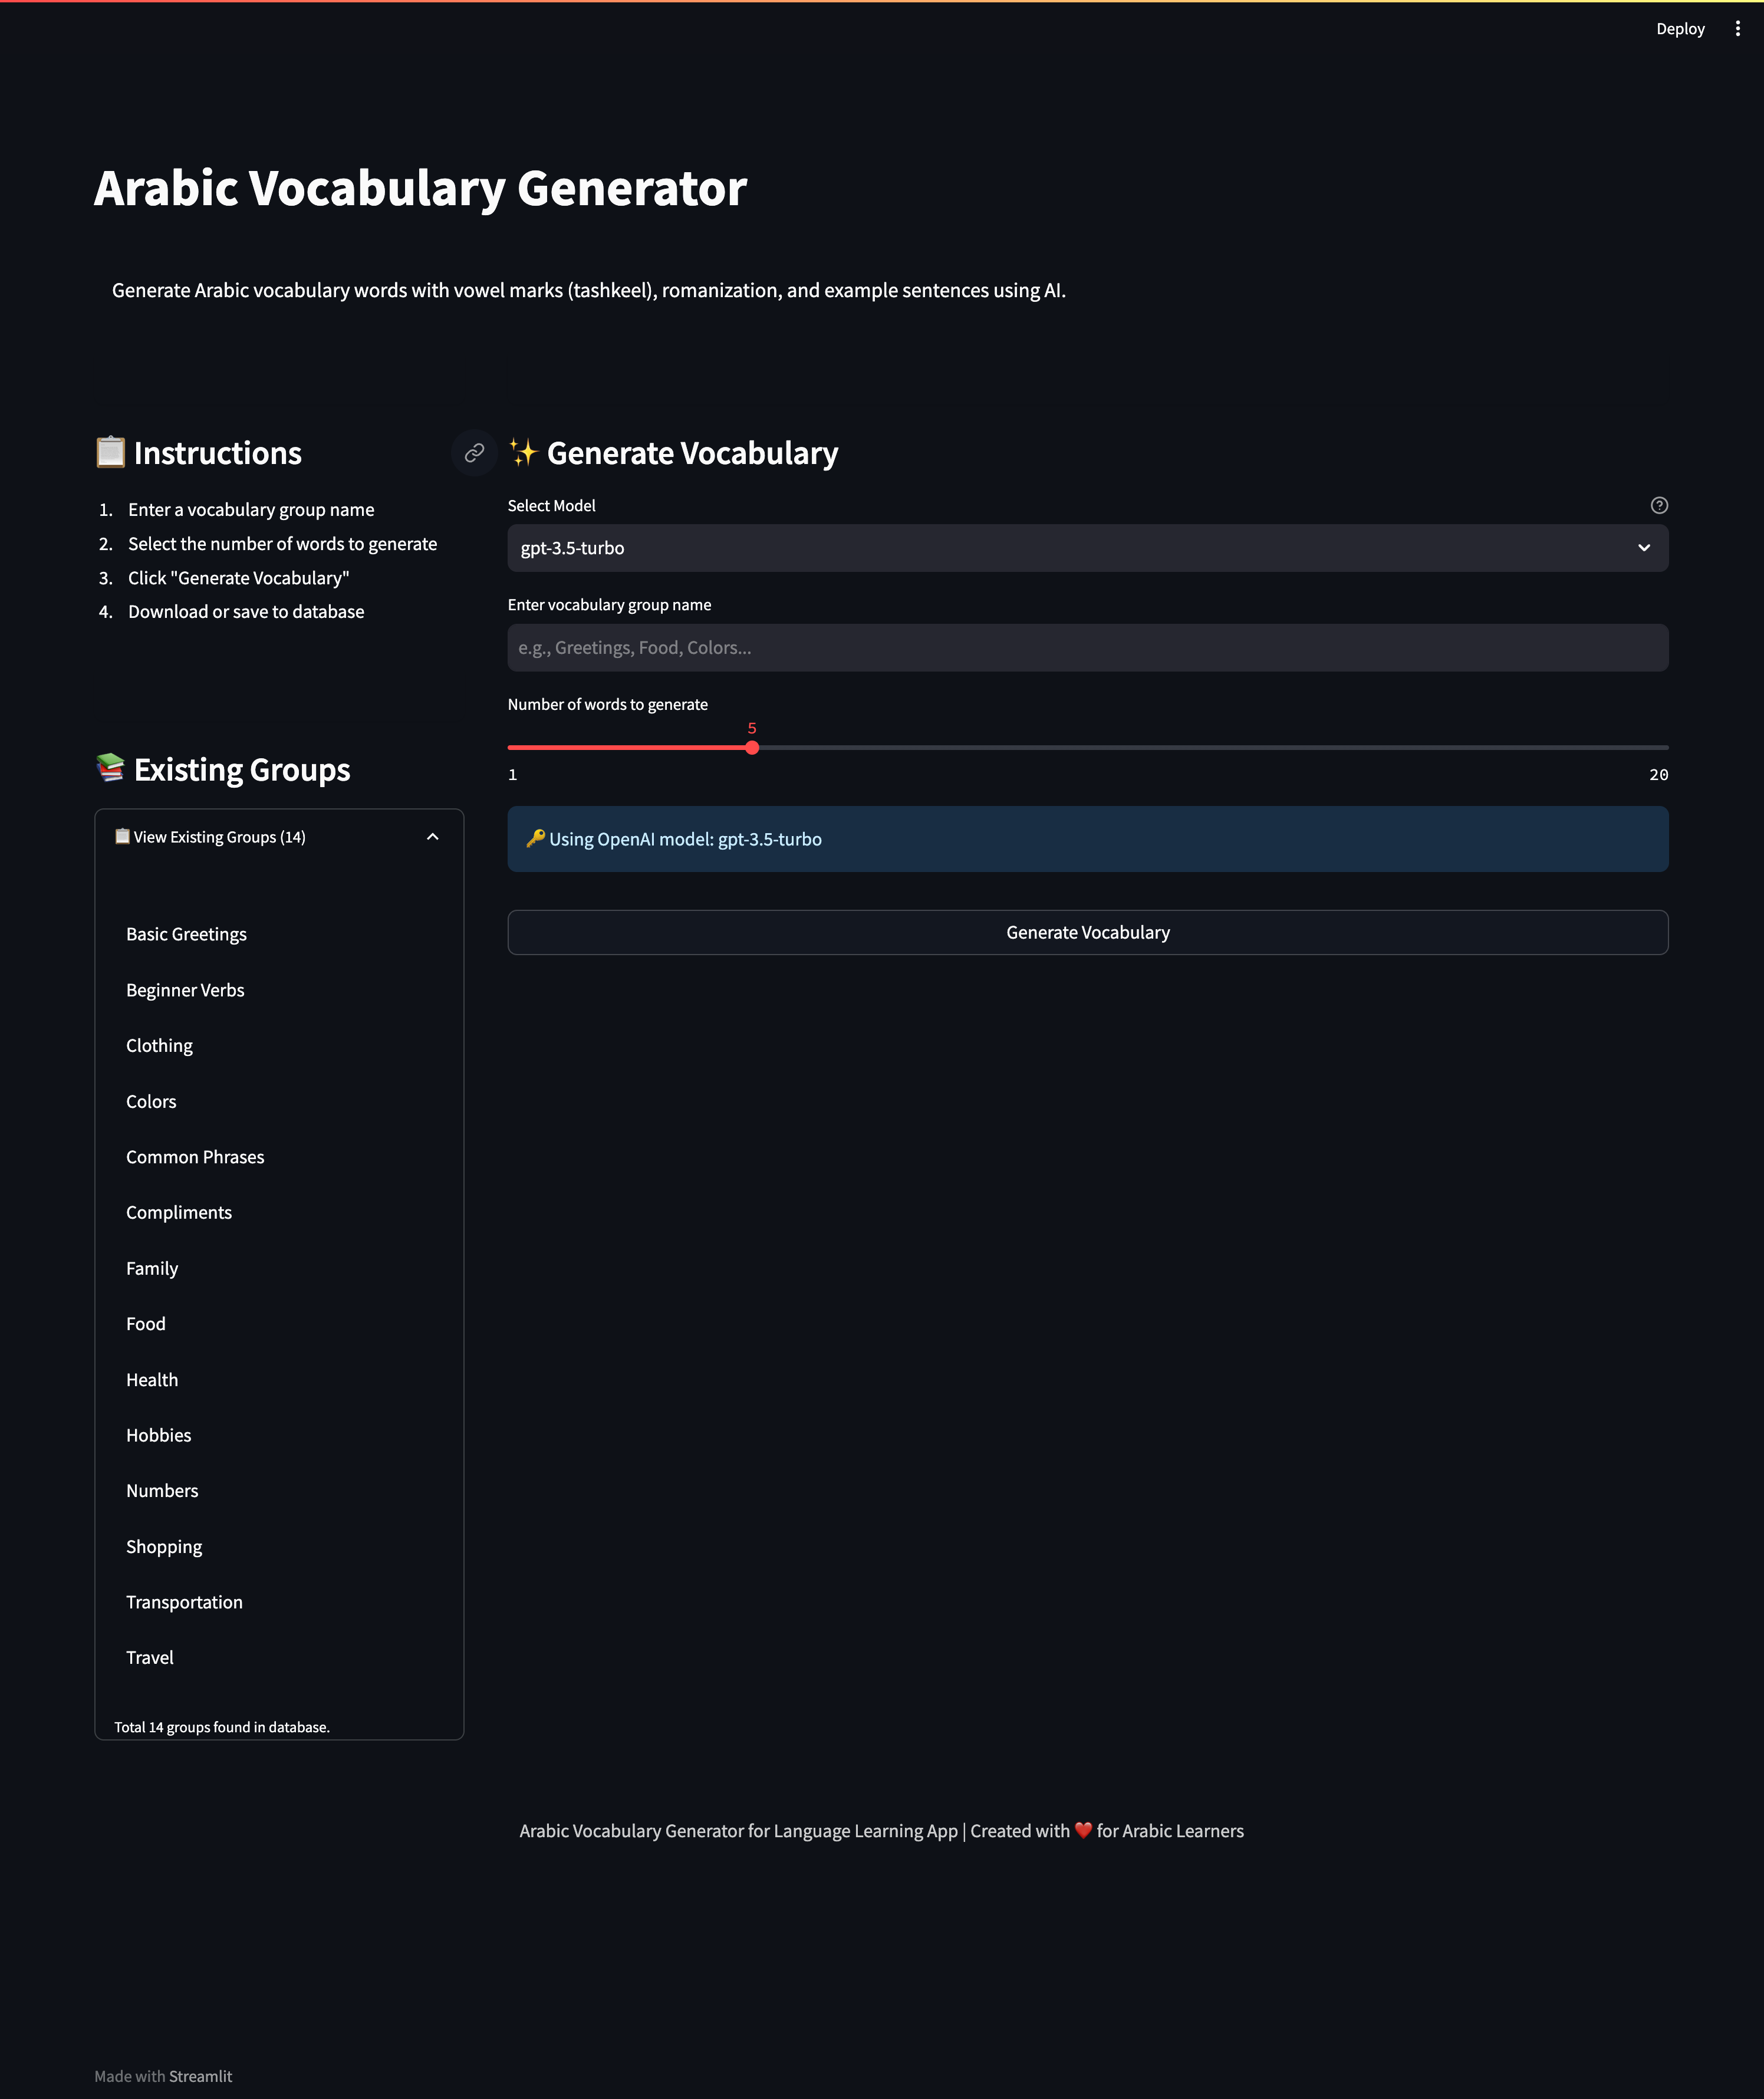 Deploy
Arabic Vocabulary Generator
Generate Arabic vocabulary words with vowel marks (tashkeel), romanization, and example sentences using AI.
📋 Instructions
1. Enter a vocabulary group name
2. Select the number of words to generate
3. Click "Generate Vocabulary"
4. Download or save to database
📚 Existing Groups
📋 View Existing Groups (14)
Basic Greetings
Beginner Verbs
Clothing
Colors
Common Phrases
Compliments
Family
Food
Health
Hobbies
Numbers
Shopping
Transportation
Travel
Total 14 groups found in database.
✨ Generate Vocabulary
Select Model
gpt-3.5-turbo
Enter vocabulary group name
e.g., Greetings, Food, Colors...
Number of words to generate
5
1
20
🔑 Using OpenAI model: gpt-3.5-turbo
Generate Vocabulary
Arabic Vocabulary Generator for Language Learning App | Created with ❤️ for Arabic Learners
Made with Streamlit